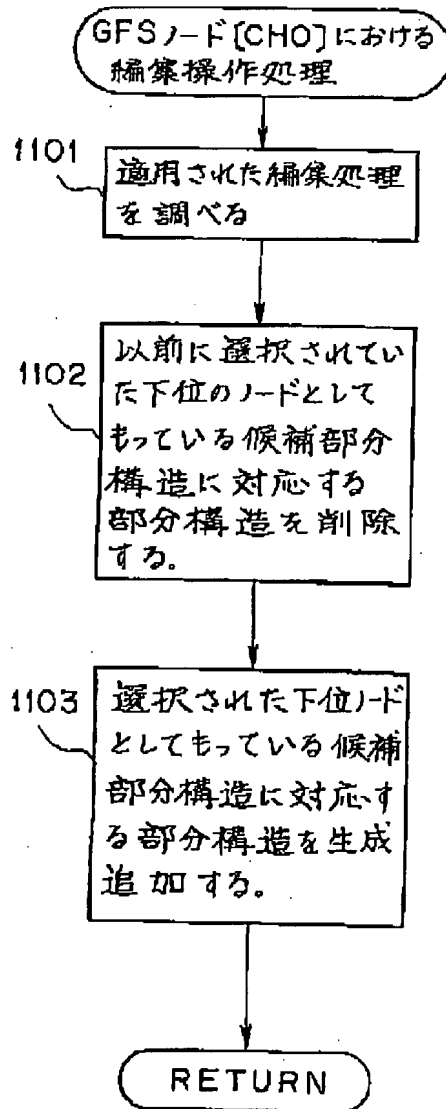 GFSノード[CHO]における
編集操作処理
1101
適用された編集処理
を調べる
1102
以前に選択されてい
た下位のノードとして
もっている候補部分
構造に対応する
部分構造を削除
する。
1103
選択された下位ノード
としてもっている候補
部分構造に対応す
る部分構造を生成
追加する。
RETURN